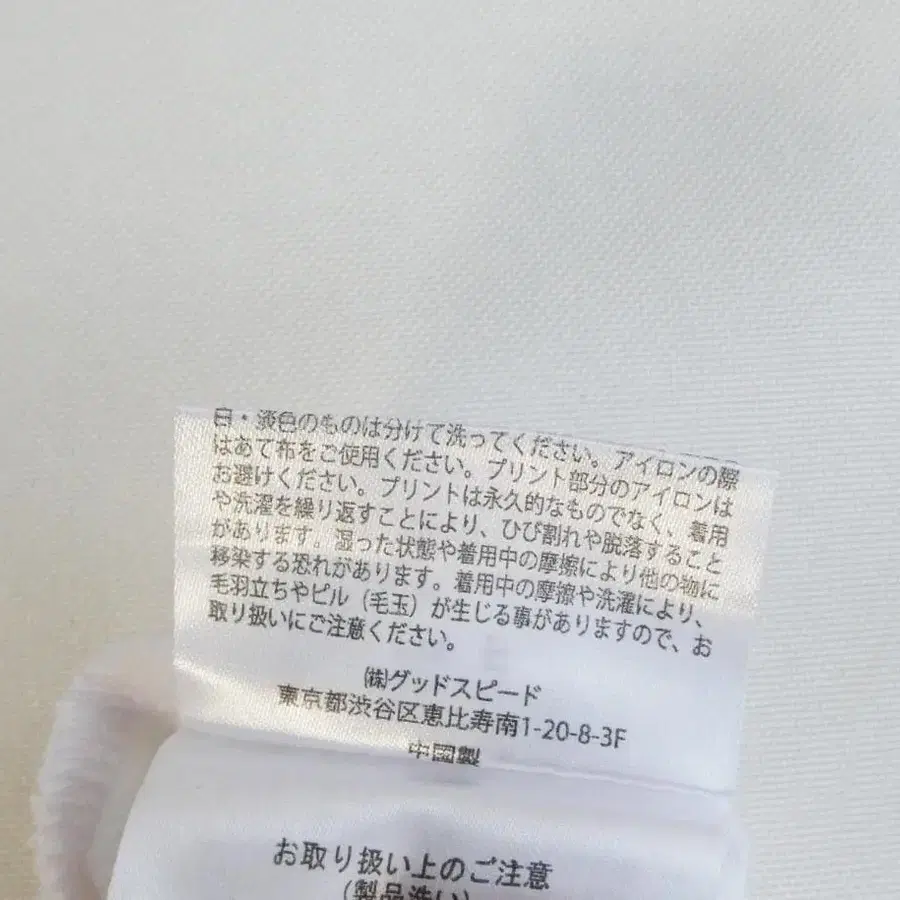 白・淡色のものは分けて洗ってください。アイロンの際
はあて布をご使用ください。プリント部分のアイロンは
お避けください。プリントは永久的なものでなく、着用
や洗濯を繰り返すことにより、ひび割れや脱落すること
があります。湿った状態や着用中の摩擦により他の物に
移染する恐れがあります。着用中の摩擦や洗濯により、
毛羽立ちやピル（毛玉）が生じる事がありますので、お
取り扱いにご注意ください。
㈱グッドスピード
東京都渋谷区恵比寿南1-20-8-3F
中國製
お取り扱い上のご注意
（製品洗い）